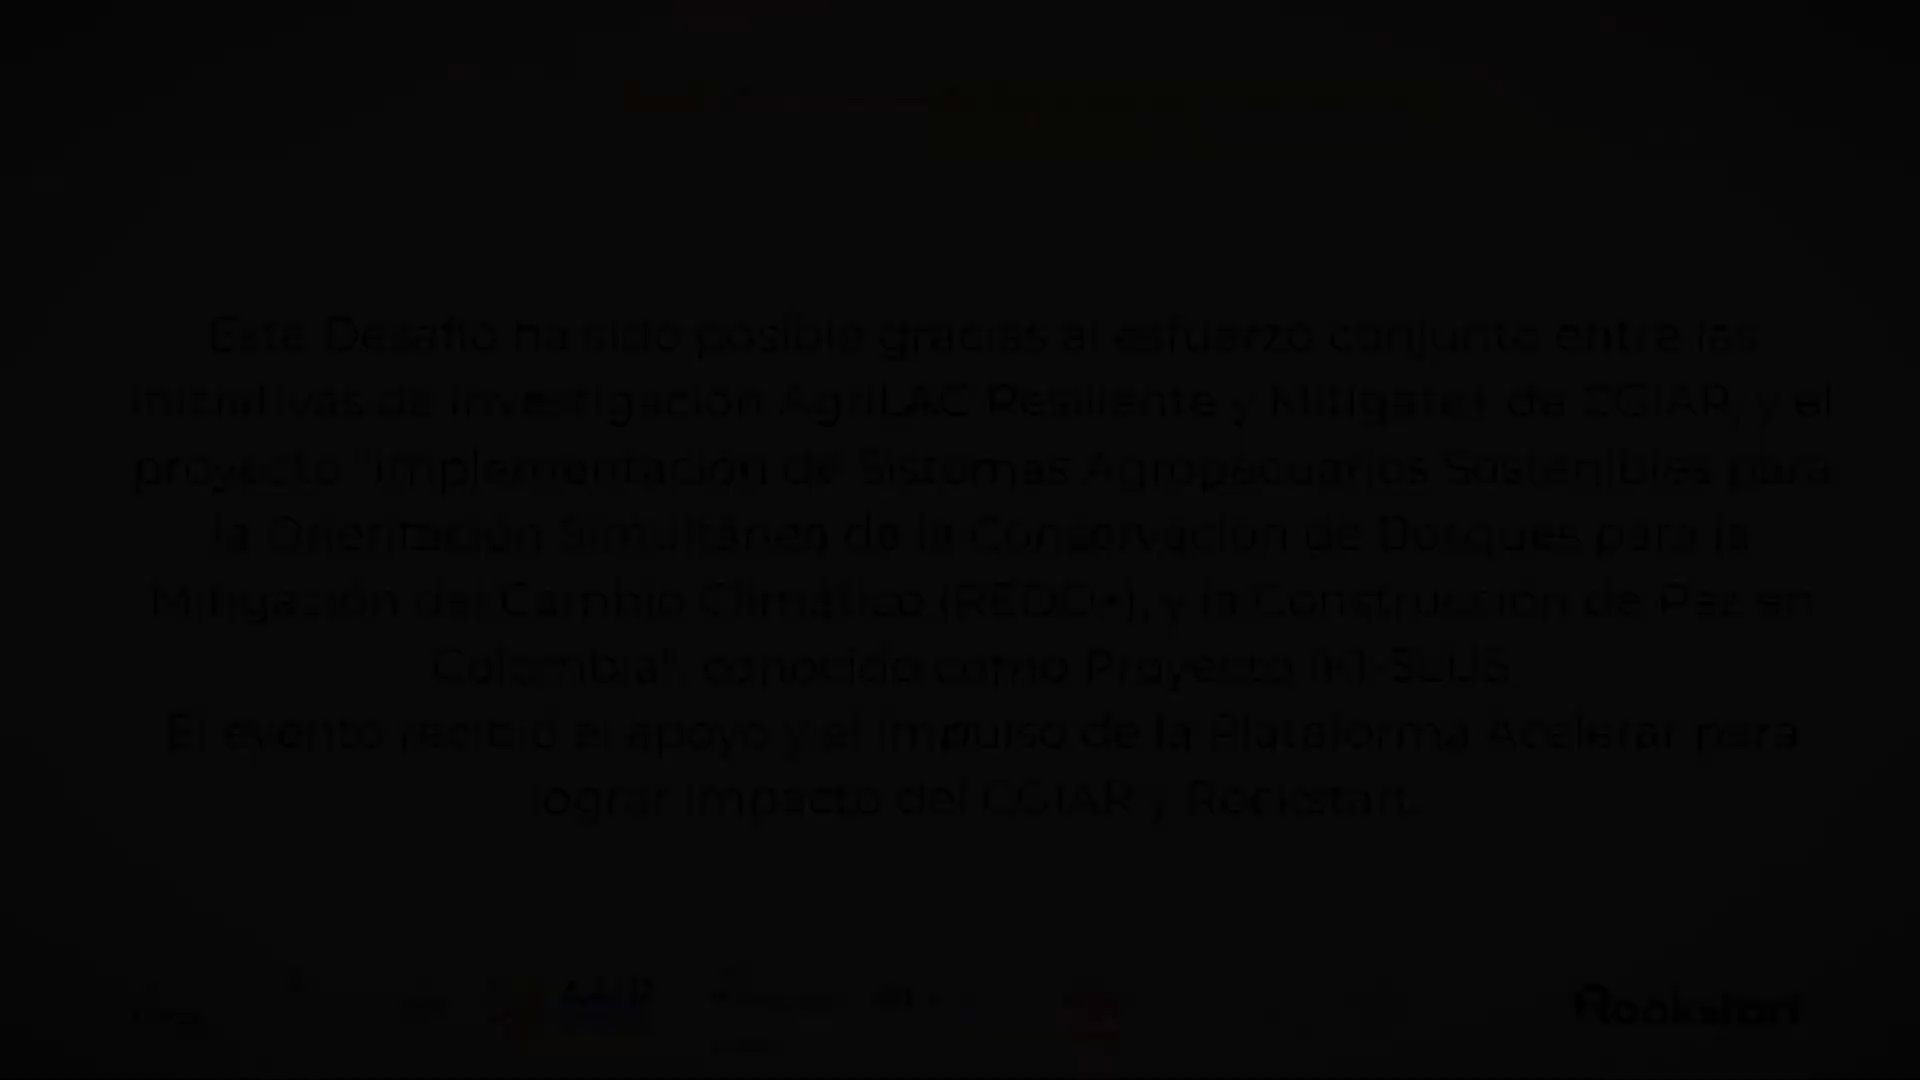 Este Desafío ha sido posible gracias al esfuerzo conjunto entre las
iniciativas de investigación AgriLAC Resiliente y Mitigate+ de CGIAR, y el
proyecto "Implementación de Sistemas Agropecuarios Sostenibles para
la Orientación Simultánea de la Conservación de Bosques para la
Mitigación del Cambio Climático (REDD+), y la Construcción de Paz en
Colombia", conocido como Proyecto IKI-SLUS
El evento recibió el apoyo y el impulso de la Plataforma Acelerar para
lograr impacto del CGIAR y Rockstart.
Rockstart